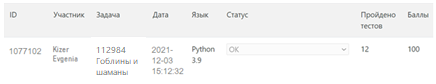 ID Участник Задача Дата Язык Статус Пройдено тестов Баллы
1077102 Kizer Evgenia 112984 Гоблины и шаманы 2021-12-03 15:12:32 Python 3.9 OK 12 100